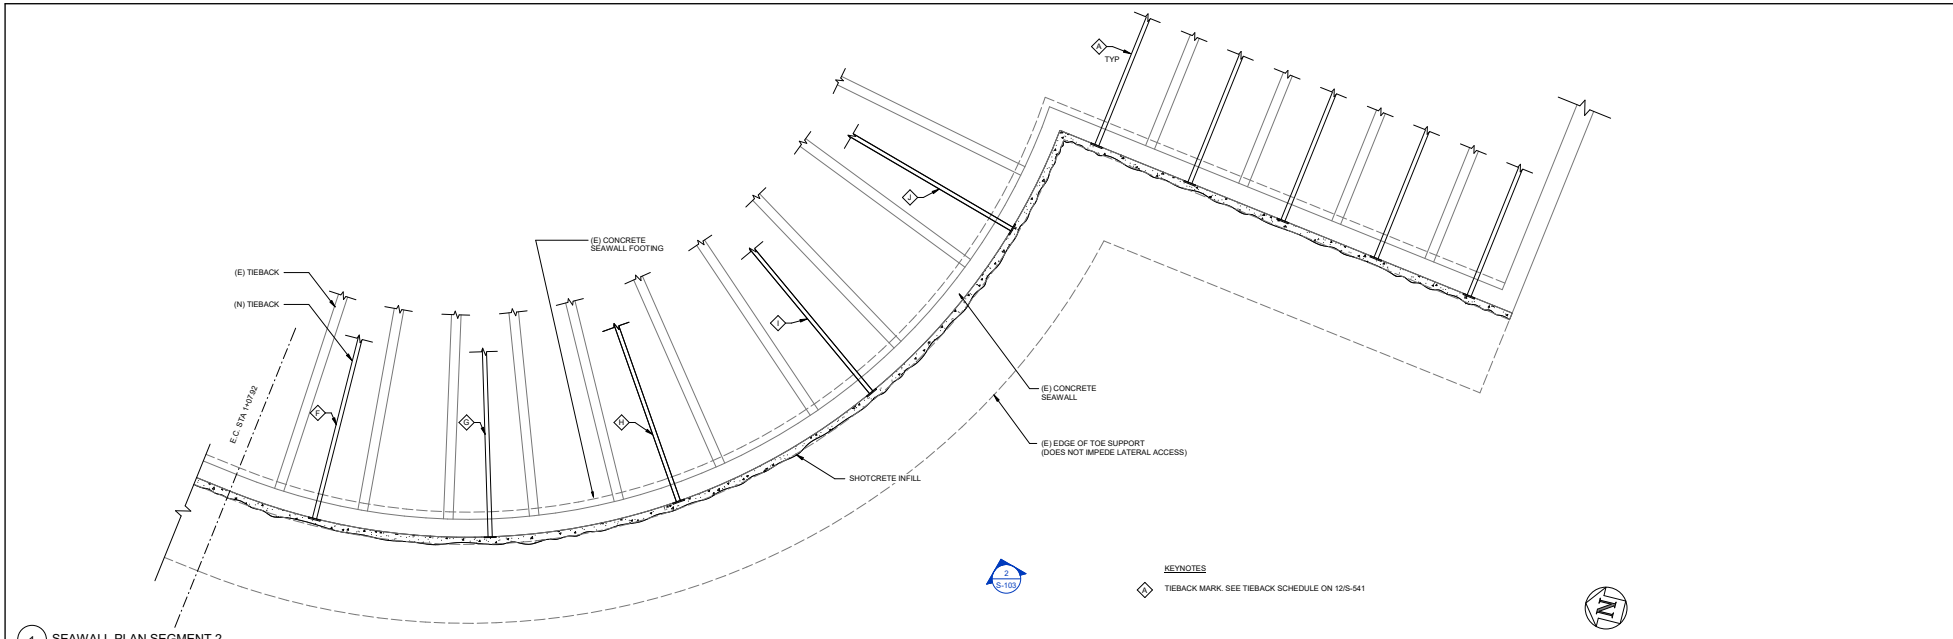 A
TYP
J
(E) CONCRETE
SEAWALL FOOTING
(E) TIEBACK
(N) TIEBACK
I
E.C. STA 1+07.92
F
G
H
(E) CONCRETE
SEAWALL
(E) EDGE OF TOE SUPPORT
(DOES NOT IMPEDE LATERAL ACCESS)
SHOTCRETE INFILL
2
S-103
KEYNOTES
A TIEBACK MARK. SEE TIEBACK SCHEDULE ON 12/S-541
N
1 SEAWALL PLAN SEGMENT 2